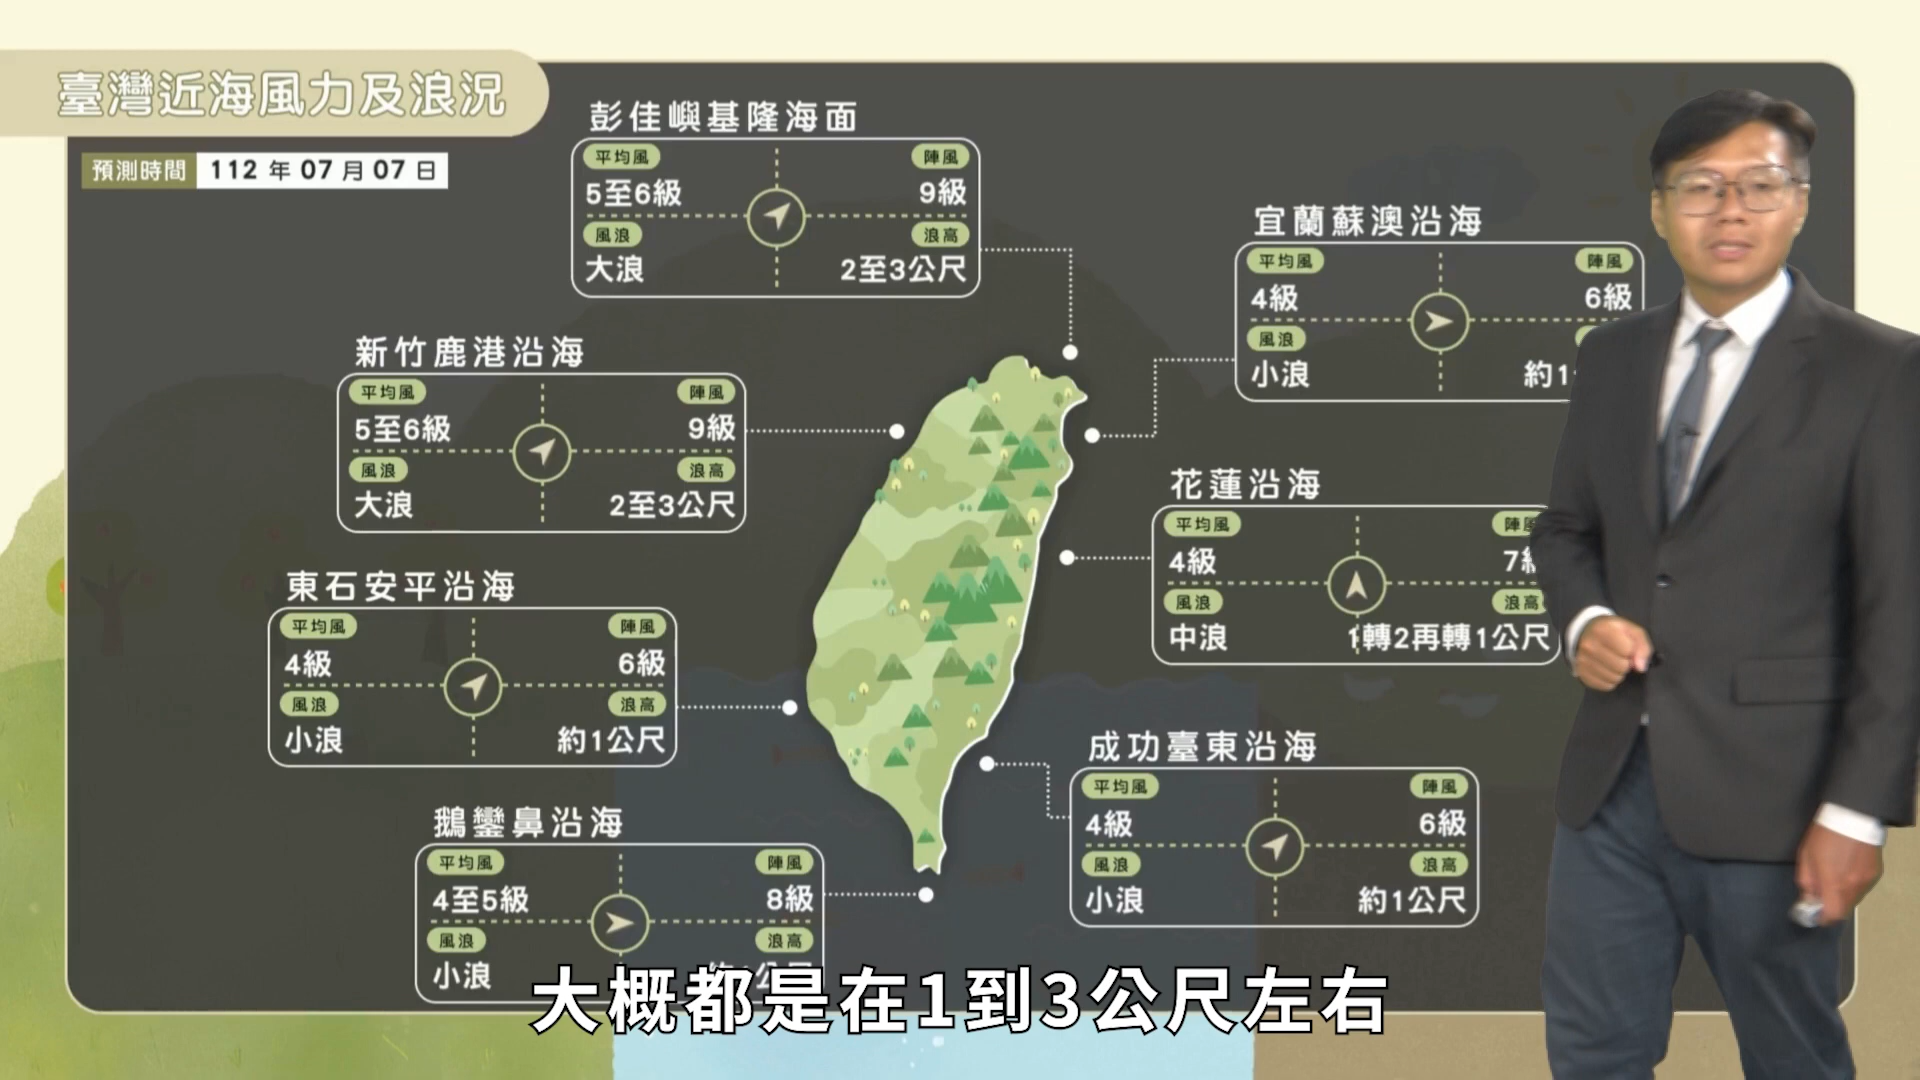 臺灣近海風力及浪況
預測時間 112 年 07 月 07 日
彭佳嶼基隆海面
平均風 陣風
5至6級 9級
風浪 浪高
大浪 2至3公尺
宜蘭蘇澳沿海
平均風 陣風
4級 6級
風浪
小浪 約1
新竹鹿港沿海
平均風 陣風
5至6級 9級
風浪 浪高
大浪 2至3公尺
花蓮沿海
平均風 陣風
4級 7級
風浪 浪高
中浪 1轉2再轉1公尺
東石安平沿海
平均風 陣風
4級 6級
風浪 浪高
小浪 約1公尺
成功臺東沿海
平均風 陣風
4級 6級
風浪 浪高
小浪 約1公尺
鵝鑾鼻沿海
平均風 陣風
4至5級 8級
風浪 浪高
小浪
大概都是在1到3公尺左右